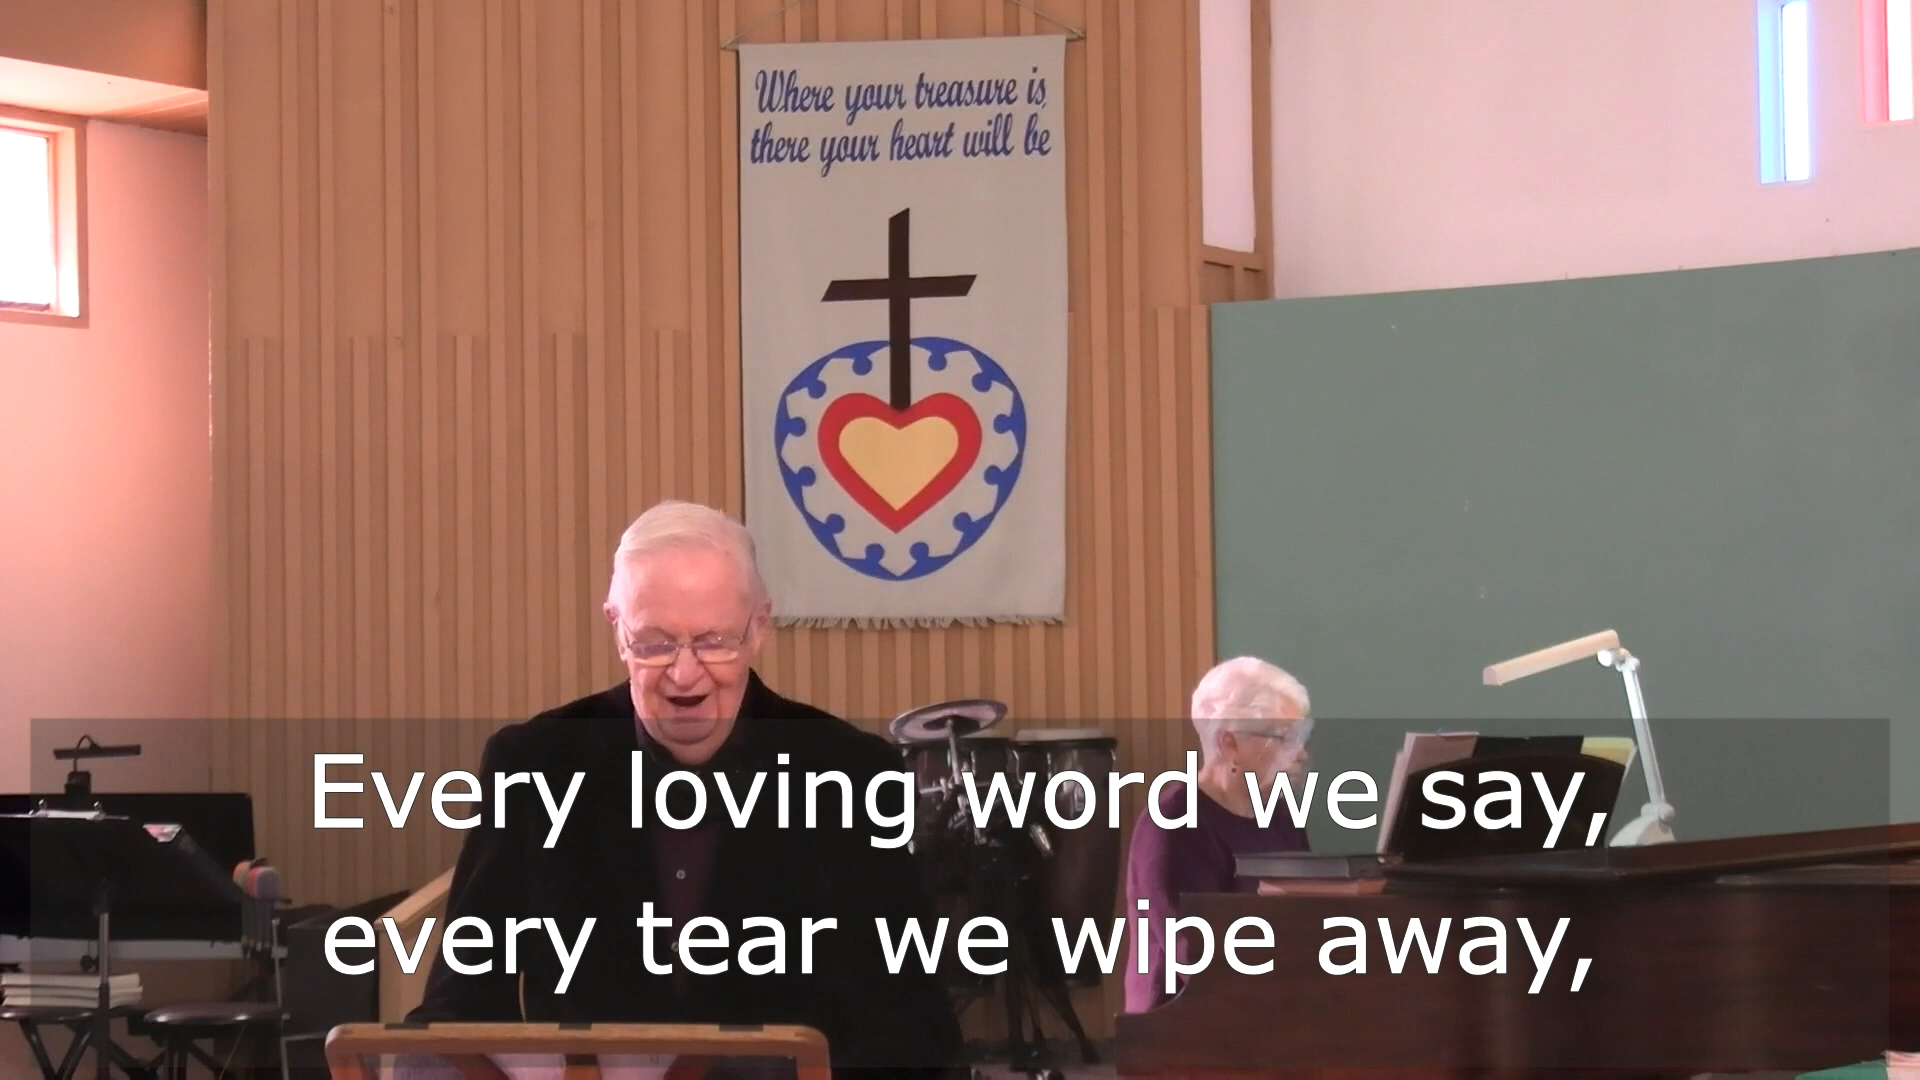 Where your treasure is,
there your heart will be
Every loving word we say,
every tear we wipe away,